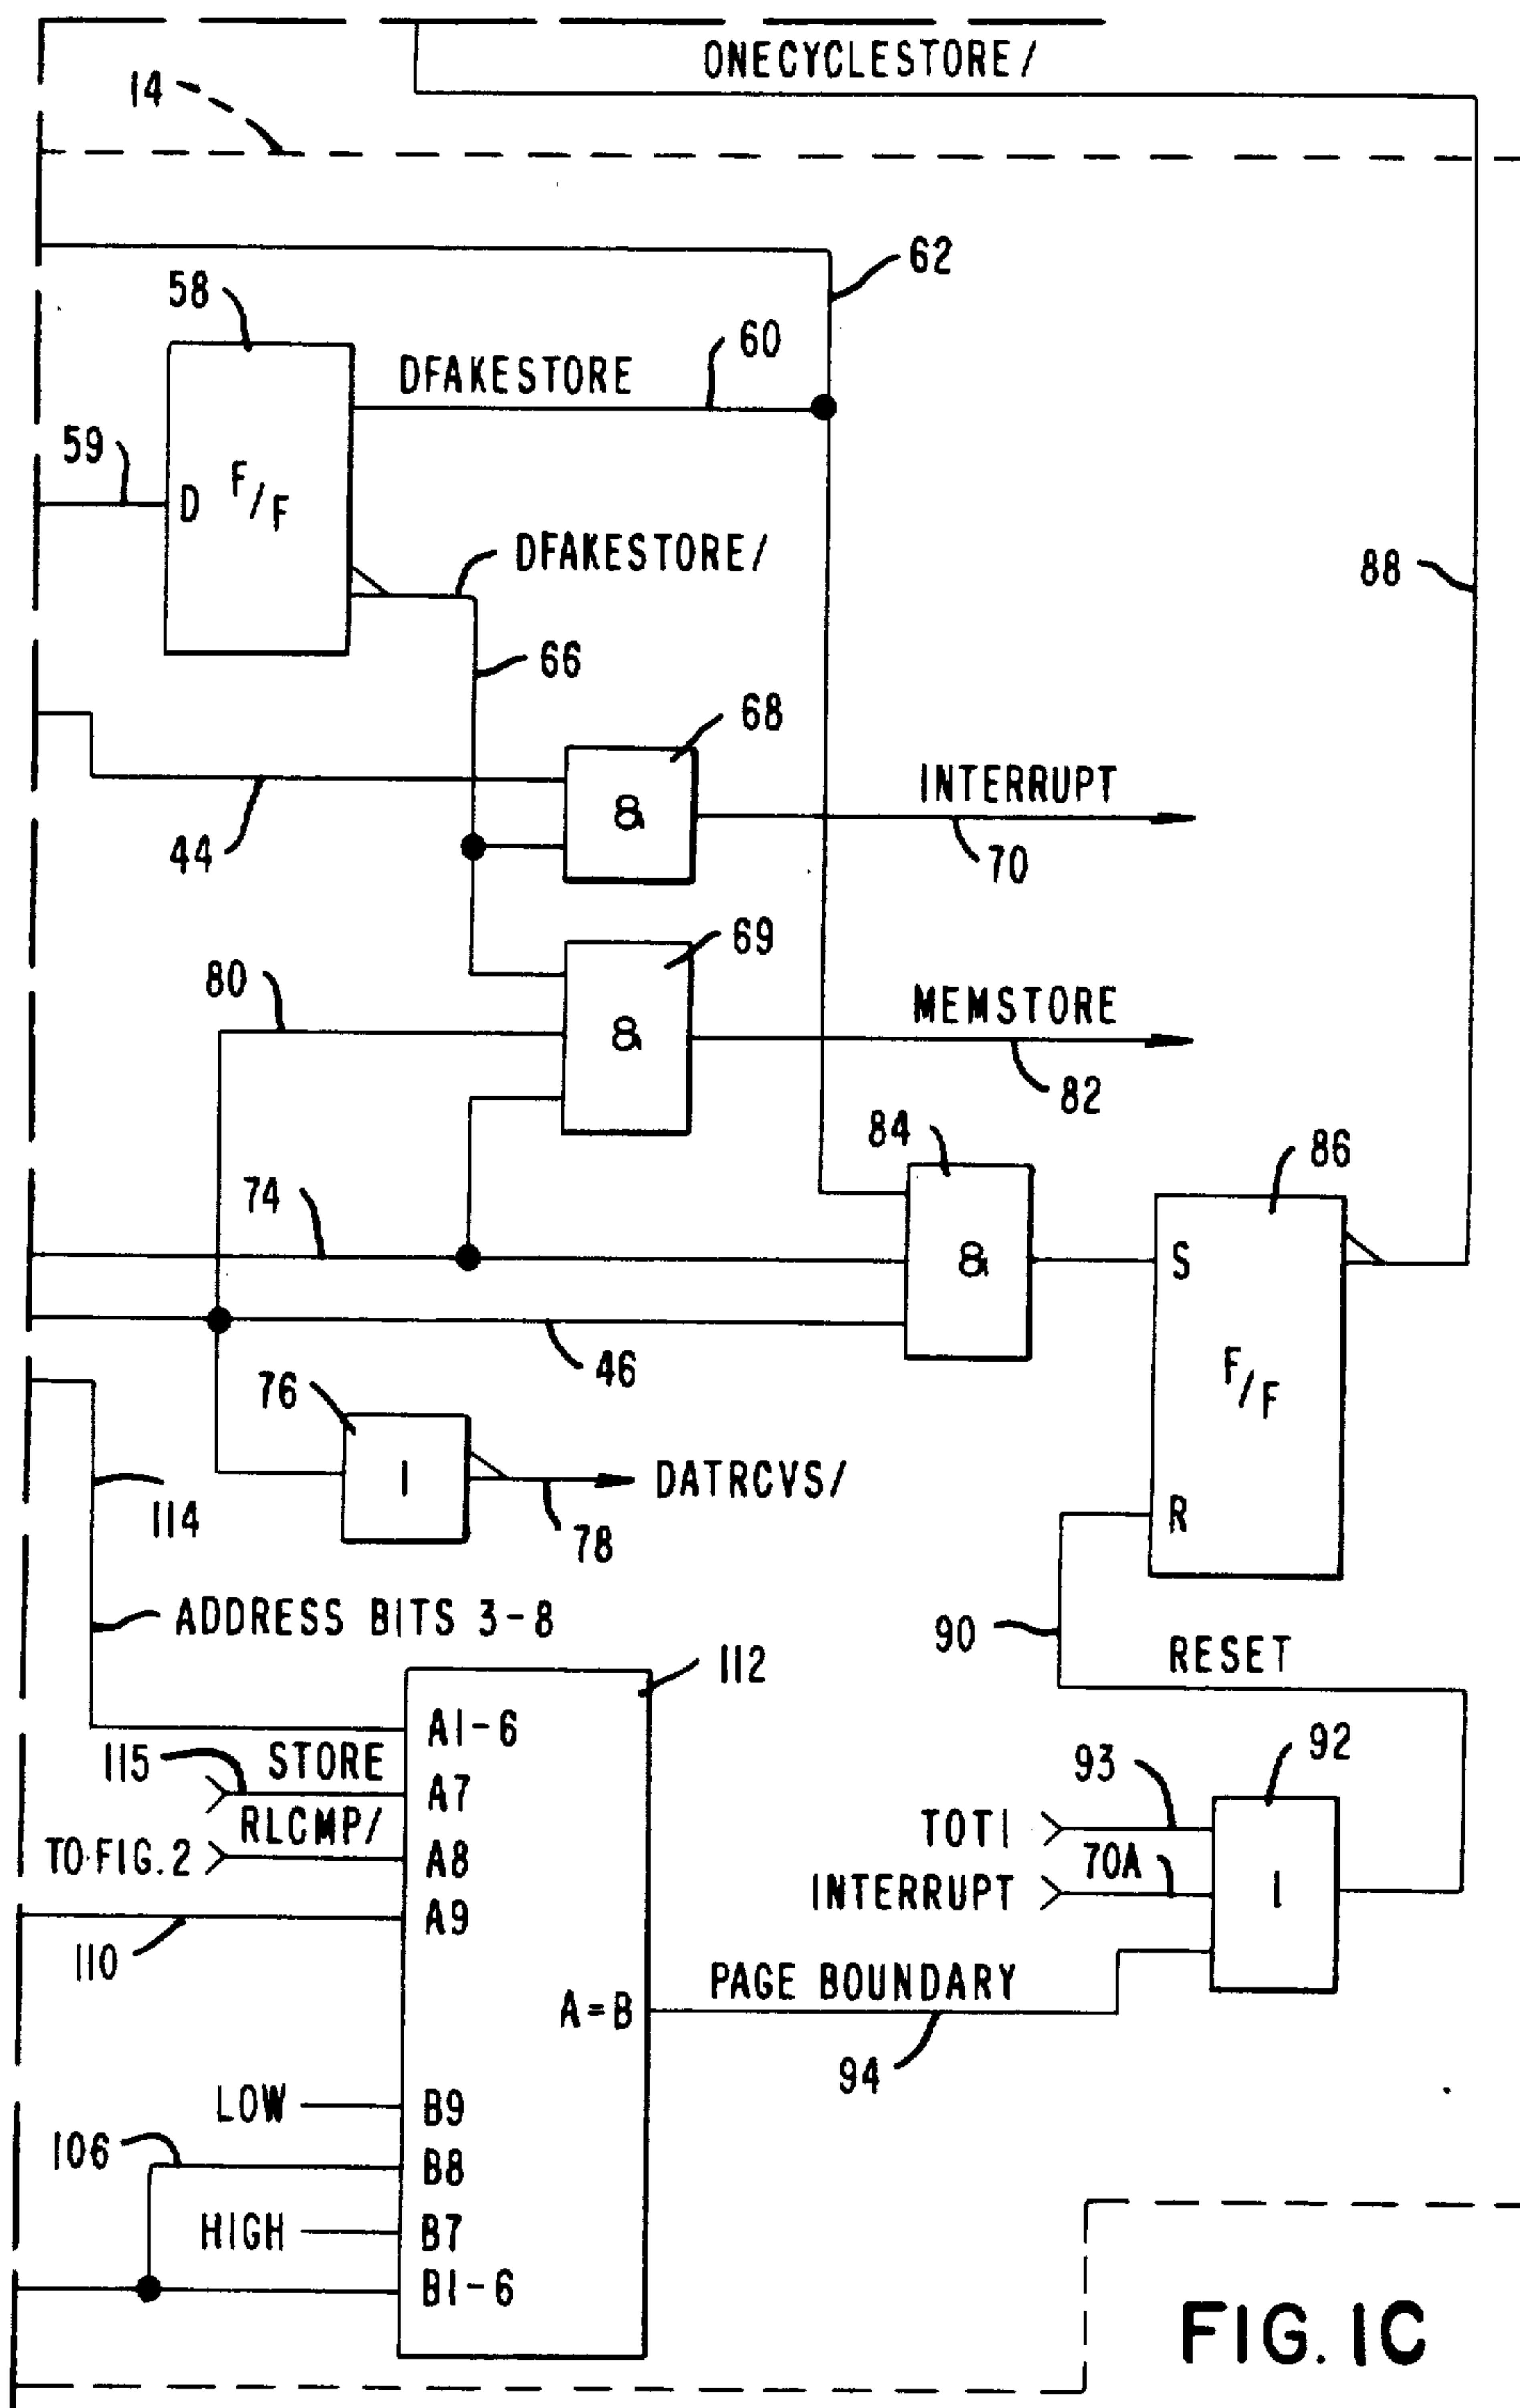 ONECYCLESTORE/
14
62
58
DFAKESTORE
60
59
D F/F
DFAKESTORE/
88
66
68
&
INTERRUPT
44
70
69
80
&
MEMSTORE
82
84
86
74
&
S
46
F/F
76
I
DATRCVS/
114
78
R
ADDRESS BITS 3-8
90
RESET
112
A1-6
115 STORE
A7
93
92
RLCMP/
TOTI
TO FIG. 2
A8
70A
INTERRUPT
I
A9
110
PAGE BOUNDARY
A=B
94
LOW
B9
106
B8
HIGH
B7
B1-6
FIG. 1C